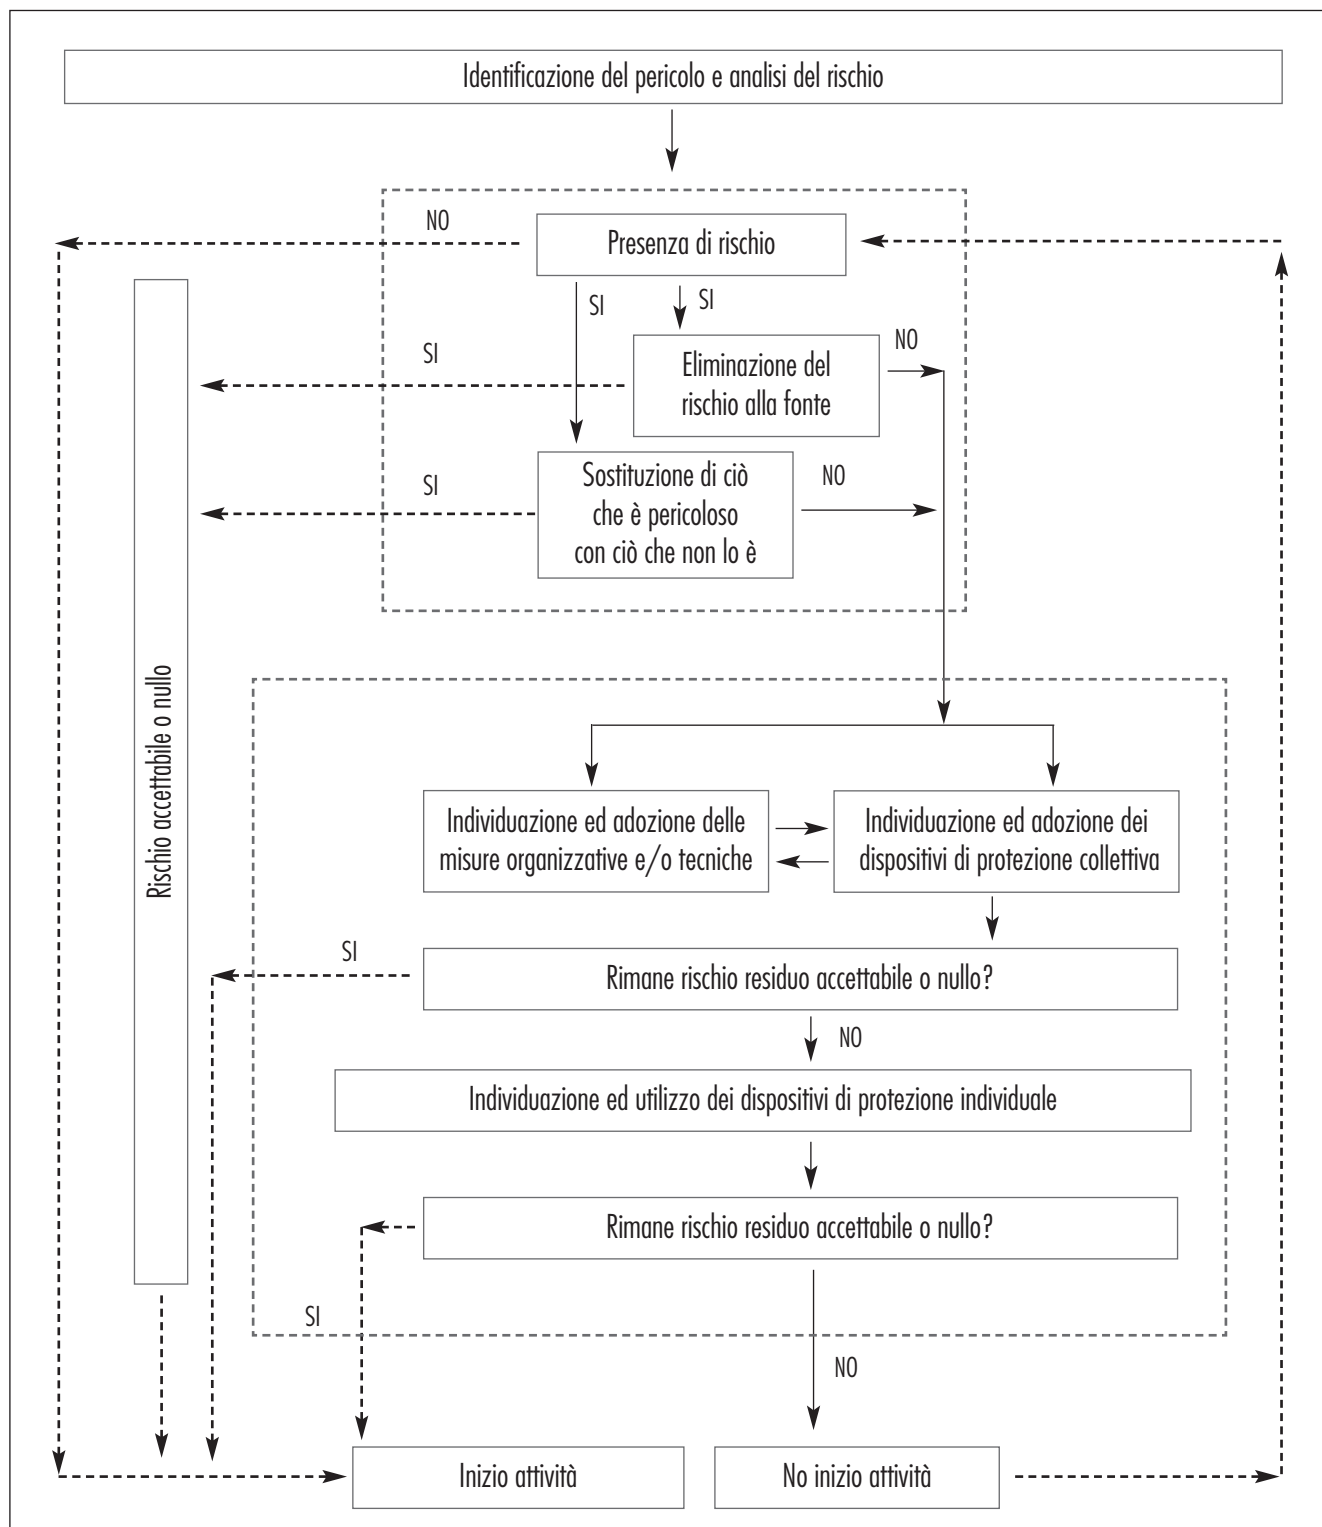 Identificazione del pericolo e analisi del rischio
NO
Presenza di rischio
SI
SI
SI
Eliminazione del
rischio alla fonte
NO
SI
Sostituzione di ciò
che è pericoloso
con ciò che non lo è
NO
Rischio accettabile o nullo
Individuazione ed adozione delle
misure organizzative e/o tecniche
Individuazione ed adozione dei
dispositivi di protezione collettiva
SI
Rimane rischio residuo accettabile o nullo?
NO
Individuazione ed utilizzo dei dispositivi di protezione individuale
Rimane rischio residuo accettabile o nullo?
SI
NO
Inizio attività
No inizio attività